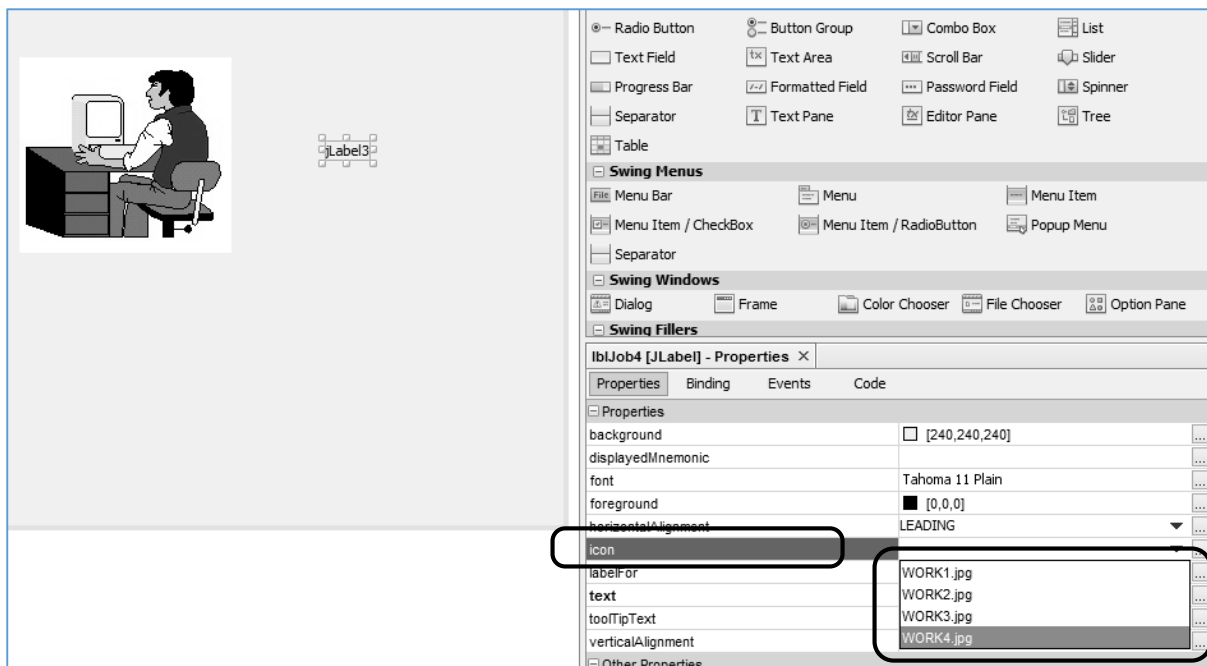 Radio Button Button Group Combo Box List
Text Field Text Area Scroll Bar Slider
Progress Bar Formatted Field Password Field Spinner
Separator Text Pane Editor Pane Tree
Table
Swing Menus
Menu Bar Menu Menu Item
Menu Item / CheckBox Menu Item / RadioButton Popup Menu
Separator
Swing Windows
Dialog Frame Color Chooser File Chooser Option Pane
Swing Fillers
jLabel3
lblJob4 [JLabel] - Properties ×
Properties Binding Events Code
Properties
background [240,240,240] ...
displayedMnemonic ...
font Tahoma 11 Plain ...
foreground [0,0,0] ...
horizontalAlignment LEADING ...
icon ...
labelFor WORK1.jpg ...
text WORK2.jpg ...
toolTipText WORK3.jpg ...
verticalAlignment WORK4.jpg ...
Other Properties